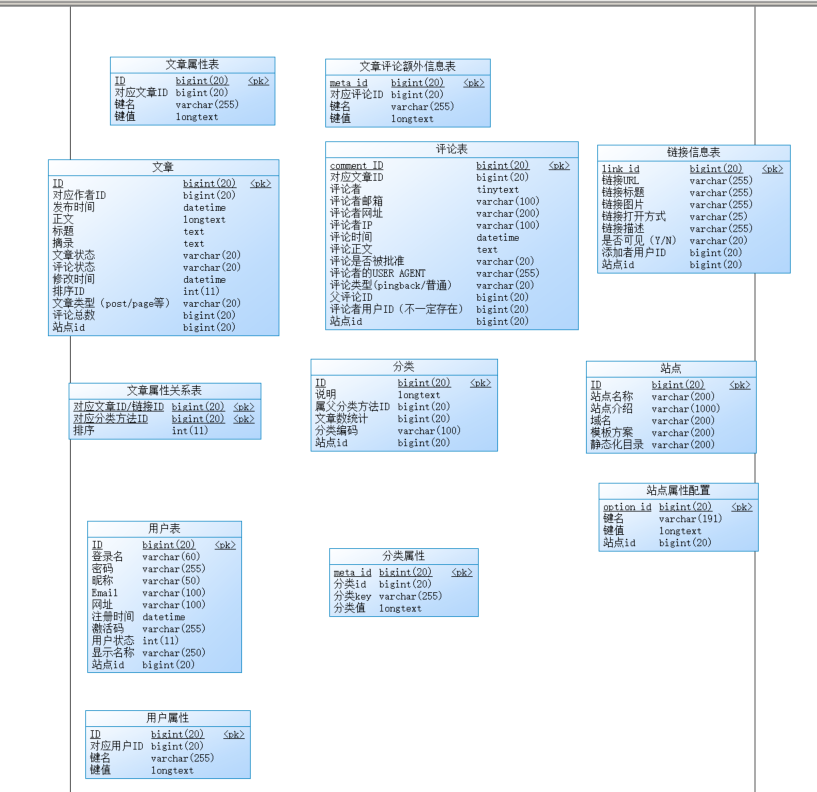 文章属性表
ID bigint(20) <pk>
对应文章ID bigint(20)
键名 varchar(255)
键值 longtext
文章评论额外信息表
meta_id bigint(20) <pk>
对应评论ID bigint(20)
键名 varchar(255)
键值 longtext
文章
ID bigint(20) <pk>
对应作者ID bigint(20)
发布时间 datetime
正文 longtext
标题 text
摘录 text
文章状态 varchar(20)
评论状态 varchar(20)
修改时间 datetime
排序ID int(11)
文章类型（post/page等） varchar(20)
评论总数 bigint(20)
站点id bigint(20)
评论表
comment_ID bigint(20) <pk>
对应文章ID bigint(20)
评论者 tinytext
评论者邮箱 varchar(100)
评论者网址 varchar(200)
评论者IP varchar(100)
评论时间 datetime
评论正文 text
评论是否被批准 varchar(20)
评论者的USER AGENT varchar(255)
评论类型(pingback/普通) varchar(20)
父评论ID bigint(20)
评论者用户ID（不一定存在） bigint(20)
站点id bigint(20)
链接信息表
link_id bigint(20) <pk>
链接URL varchar(255)
链接标题 varchar(255)
链接图片 varchar(255)
链接打开方式 varchar(25)
链接描述 varchar(255)
是否可见（Y/N） varchar(20)
添加者用户ID bigint(20)
站点id bigint(20)
文章属性关系表
对应文章ID/链接ID bigint(20) <pk>
对应分类方法ID bigint(20) <pk>
排序 int(11)
分类
ID bigint(20) <pk>
说明 longtext
属父分类方法ID bigint(20)
文章数统计 bigint(20)
分类编码 varchar(100)
站点id bigint(20)
站点
ID bigint(20) <pk>
站点名称 varchar(200)
站点介绍 varchar(1000)
域名 varchar(200)
模板方案 varchar(200)
静态化目录 varchar(200)
站点属性配置
option_id bigint(20) <pk>
键名 varchar(191)
键值 longtext
站点id bigint(20)
用户表
ID bigint(20) <pk>
登录名 varchar(60)
密码 varchar(255)
昵称 varchar(50)
Email varchar(100)
网址 varchar(100)
注册时间 datetime
激活码 varchar(255)
用户状态 int(11)
显示名称 varchar(250)
站点id bigint(20)
分类属性
meta_id bigint(20) <pk>
分类id bigint(20)
分类key varchar(255)
分类值 longtext
用户属性
ID bigint(20) <pk>
对应用户ID bigint(20)
键名 varchar(255)
键值 longtext